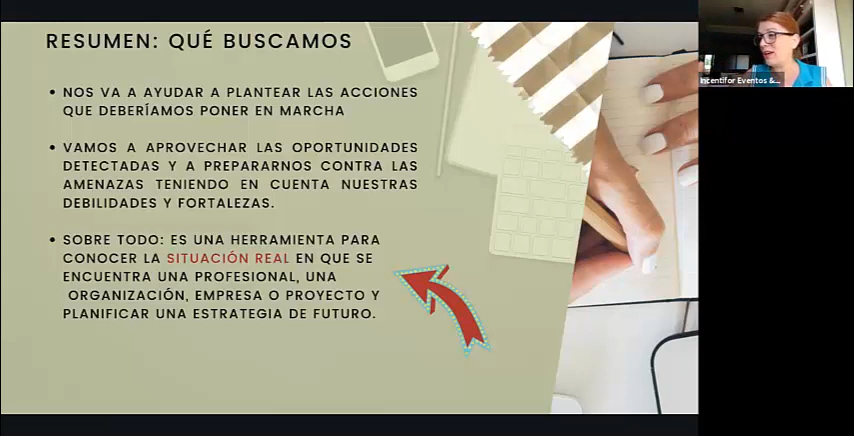 RESUMEN: QUÉ BUSCAMOS
• NOS VA A AYUDAR A PLANTEAR LAS ACCIONES
QUE DEBERÍAMOS PONER EN MARCHA
• VAMOS A APROVECHAR LAS OPORTUNIDADES
DETECTADAS Y A PREPARARNOS CONTRA LAS
AMENAZAS TENIENDO EN CUENTA NUESTRAS
DEBILIDADES Y FORTALEZAS.
• SOBRE TODO: ES UNA HERRAMIENTA PARA
CONOCER LA SITUACIÓN REAL EN QUE SE
ENCUENTRA UNA PROFESIONAL, UNA
ORGANIZACIÓN, EMPRESA O PROYECTO Y
PLANIFICAR UNA ESTRATEGIA DE FUTURO.
Incentifor Eventos &...